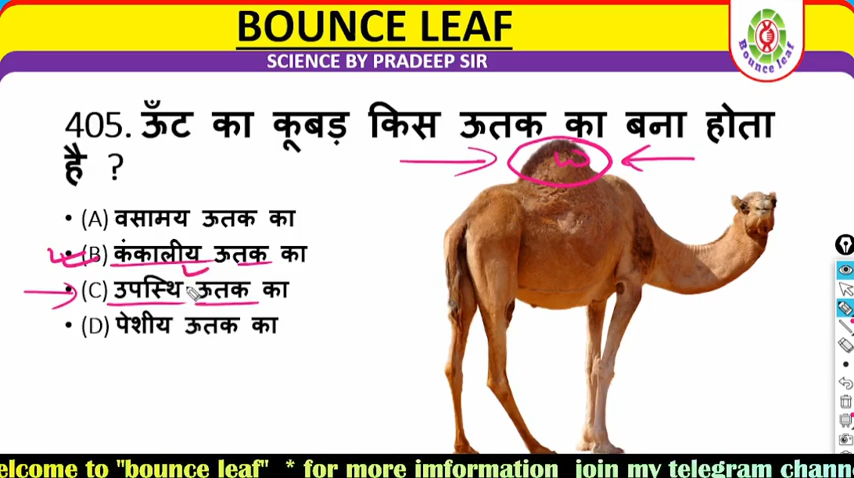 BOUNCE LEAF
SCIENCE BY PRADEEP SIR
Bounce leaf
405. ऊँट का कूबड़ किस ऊतक का बना होता
है ?
• (A) वसामय ऊतक का
• (B) कंकालीय ऊतक का
• (C) उपस्थि ऊतक का
• (D) पेशीय ऊतक का
elcome to "bounce leaf" * for more imformation join my telegram chann